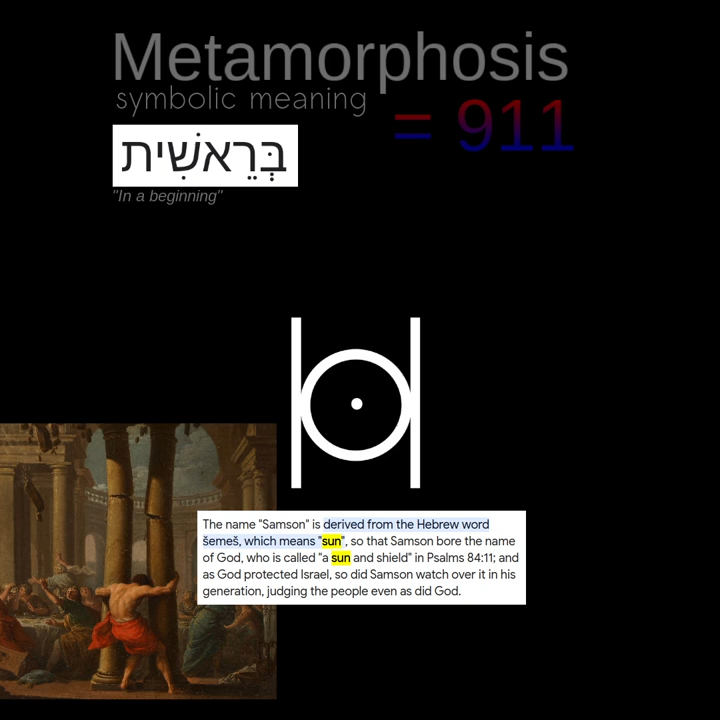 Metamorphosis
symbolic meaning
= 911
בְּרֵאשִׁית
"In a beginning"
The name "Samson" is derived from the Hebrew word
šemeš, which means "sun", so that Samson bore the name
of God, who is called "a sun and shield" in Psalms 84:11; and
as God protected Israel, so did Samson watch over it in his
generation, judging the people even as did God.